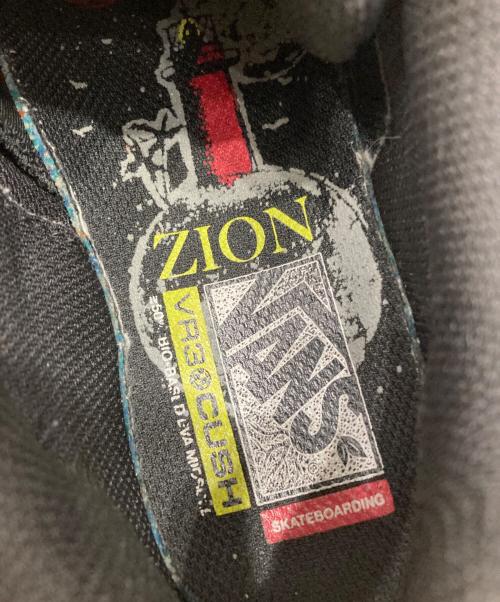 ZION
VR3 CUSH
VANS
SKATEBOARDING